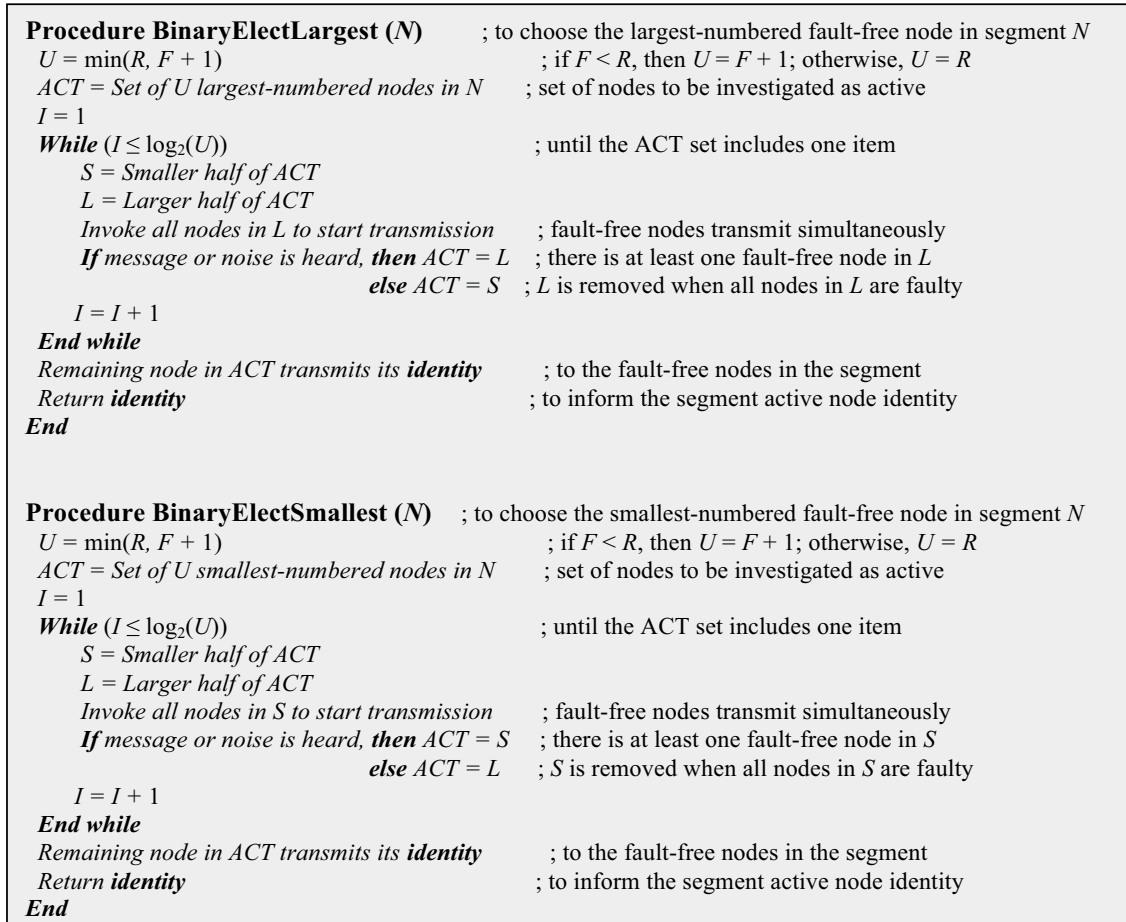 Procedure BinaryElectLargest (N) ; to choose the largest-numbered fault-free node in segment N
U = min(R, F + 1) ; if F < R, then U = F + 1; otherwise, U = R
ACT = Set of U largest-numbered nodes in N ; set of nodes to be investigated as active
I = 1
While (I ≤ log₂(U)) ; until the ACT set includes one item
S = Smaller half of ACT
L = Larger half of ACT
Invoke all nodes in L to start transmission ; fault-free nodes transmit simultaneously
If message or noise is heard, then ACT = L ; there is at least one fault-free node in L
else ACT = S ; L is removed when all nodes in L are faulty
I = I + 1
End while
Remaining node in ACT transmits its identity ; to the fault-free nodes in the segment
Return identity ; to inform the segment active node identity
End
Procedure BinaryElectSmallest (N) ; to choose the smallest-numbered fault-free node in segment N
U = min(R, F + 1) ; if F < R, then U = F + 1; otherwise, U = R
ACT = Set of U smallest-numbered nodes in N ; set of nodes to be investigated as active
I = 1
While (I ≤ log₂(U)) ; until the ACT set includes one item
S = Smaller half of ACT
L = Larger half of ACT
Invoke all nodes in S to start transmission ; fault-free nodes transmit simultaneously
If message or noise is heard, then ACT = S ; there is at least one fault-free node in S
else ACT = L ; S is removed when all nodes in S are faulty
I = I + 1
End while
Remaining node in ACT transmits its identity ; to the fault-free nodes in the segment
Return identity ; to inform the segment active node identity
End